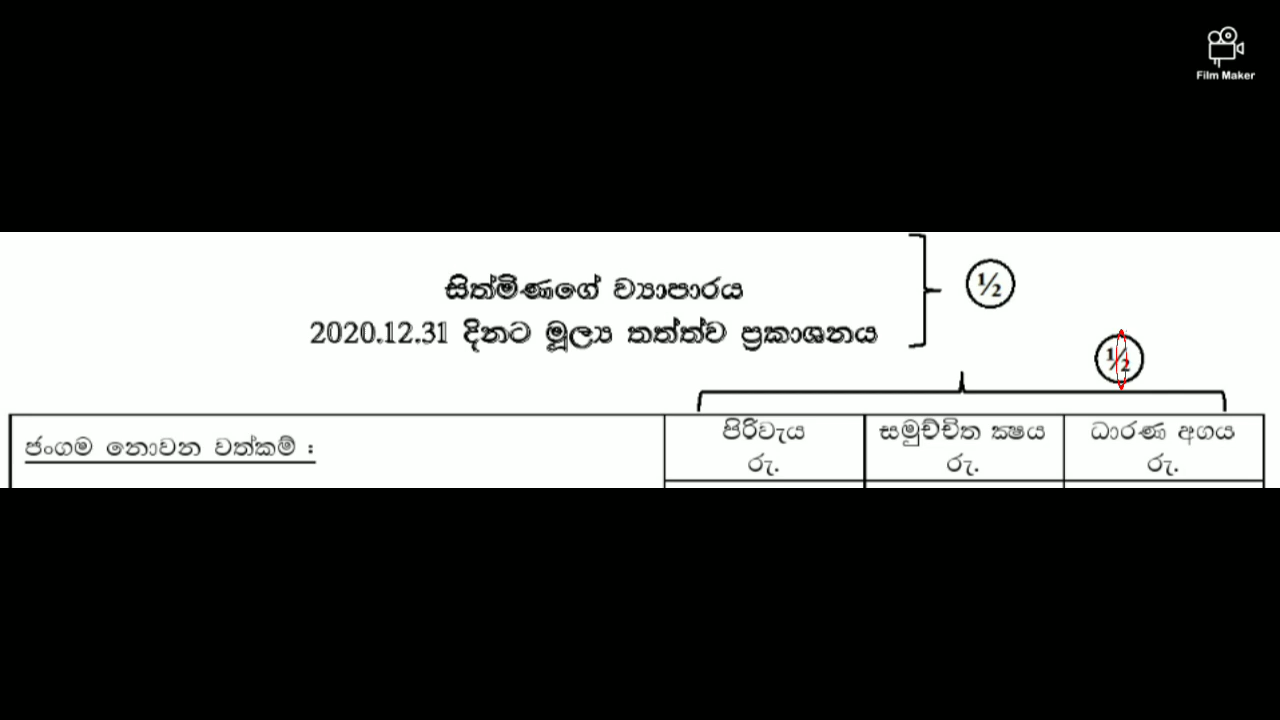 Film Maker
සිත්මිණගේ ව්‍යාපාරය
½
2020.12.31 දිනට මූල්‍ය තත්ත්ව ප්‍රකාශනය
½
ජංගම නොවන වත්කම් :
පිරිවැය
රු.
සමුච්චිත ක්‍ෂය
රු.
ධාරණ අගය
රු.